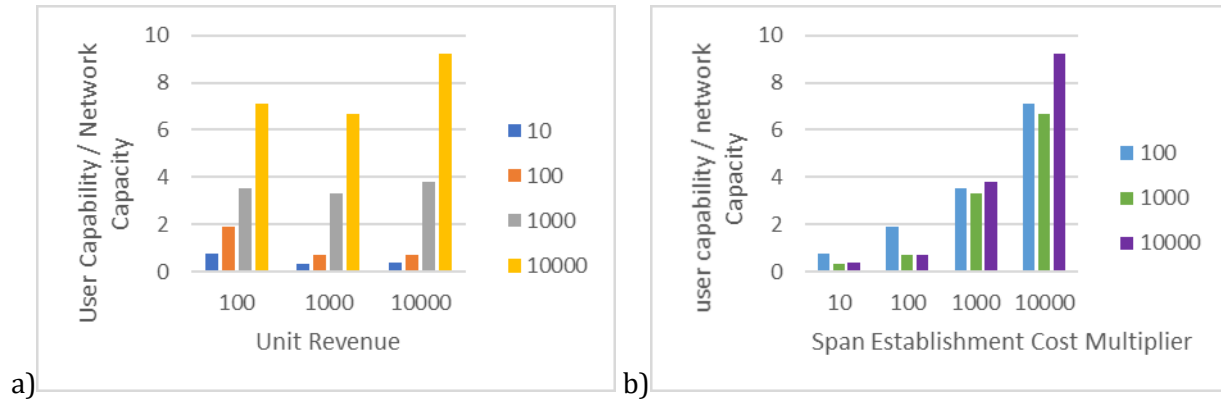 10
8
6
4
2
0
User Capability / Network
Capacity
100 1000 10000
Unit Revenue
10
100
1000
10000
a)
10
8
6
4
2
0
user capability / network
Capacity
10 100 1000 10000
Span Establishment Cost Multiplier
100
1000
10000
b)